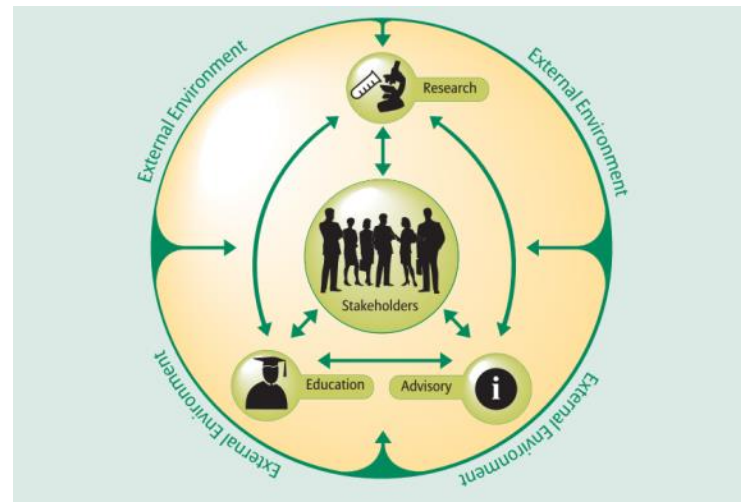 External Environment
External Environment
Research
Stakeholders
Education
Advisory
i
External Environment
External Environment